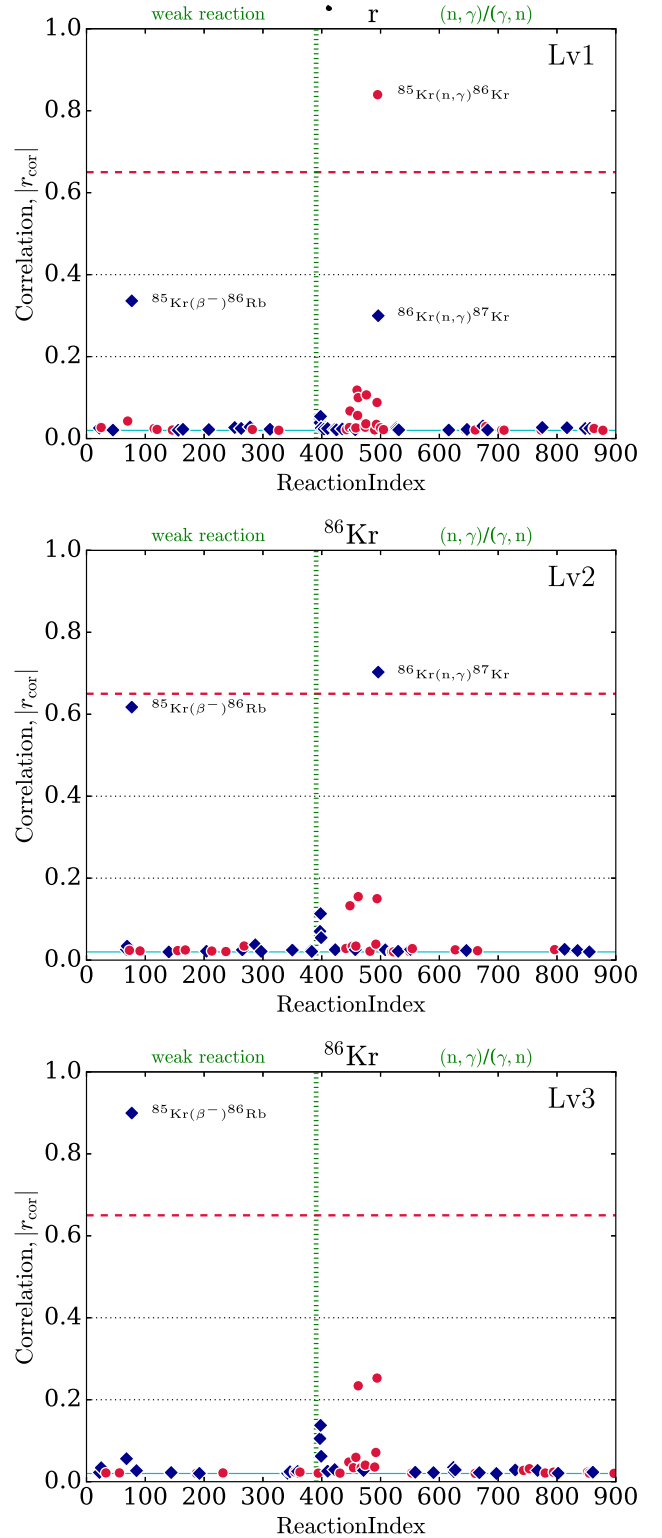 weak reaction r (n, γ)/(γ, n)
Lv1
1.0
0.8
0.6
0.4
0.2
0.0
Correlation, |r_cor|
⁸⁵Kr(n,γ)⁸⁶Kr
⁸⁵Kr(β⁻)⁸⁶Rb
⁸⁶Kr(n,γ)⁸⁷Kr
0 100 200 300 400 500 600 700 800 900
ReactionIndex
weak reaction ⁸⁶Kr (n, γ)/(γ, n)
Lv2
1.0
0.8
0.6
0.4
0.2
0.0
Correlation, |r_cor|
⁸⁶Kr(n,γ)⁸⁷Kr
⁸⁵Kr(β⁻)⁸⁶Rb
0 100 200 300 400 500 600 700 800 900
ReactionIndex
weak reaction ⁸⁶Kr (n, γ)/(γ, n)
Lv3
1.0
0.8
0.6
0.4
0.2
0.0
Correlation, |r_cor|
⁸⁵Kr(β⁻)⁸⁶Rb
0 100 200 300 400 500 600 700 800 900
ReactionIndex